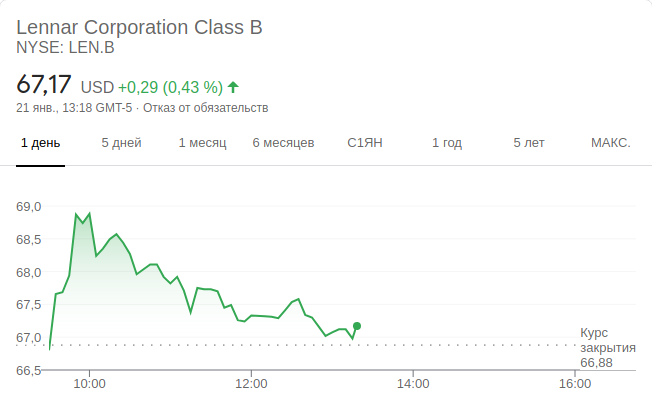 Lennar Corporation Class B
NYSE: LEN.B
67,17 USD +0,29 (0,43 %)
21 янв., 13:18 GMT-5 · Отказ от обязательств
1 день 5 дней 1 месяц 6 месяцев С1ЯН 1 год 5 лет МАКС.
69,0
68,5
68,0
67,5
67,0
66,5
Курс
закрытия
66,88
10:00 12:00 14:00 16:00